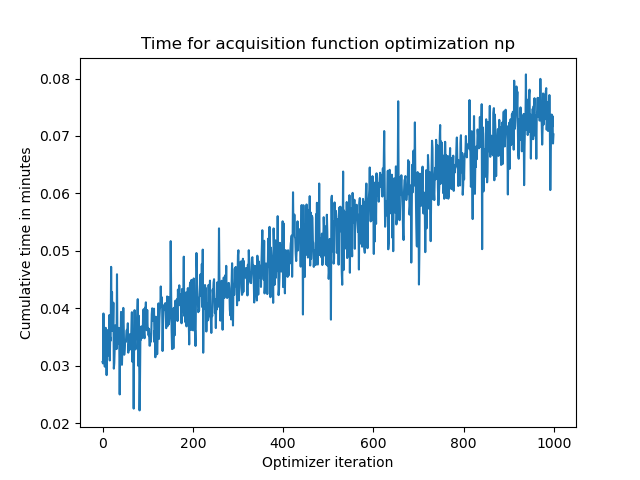 Time for acquisition function optimization np
0.08
0.07
0.06
0.05
0.04
0.03
0.02
Cumulative time in minutes
0 200 400 600 800 1000
Optimizer iteration